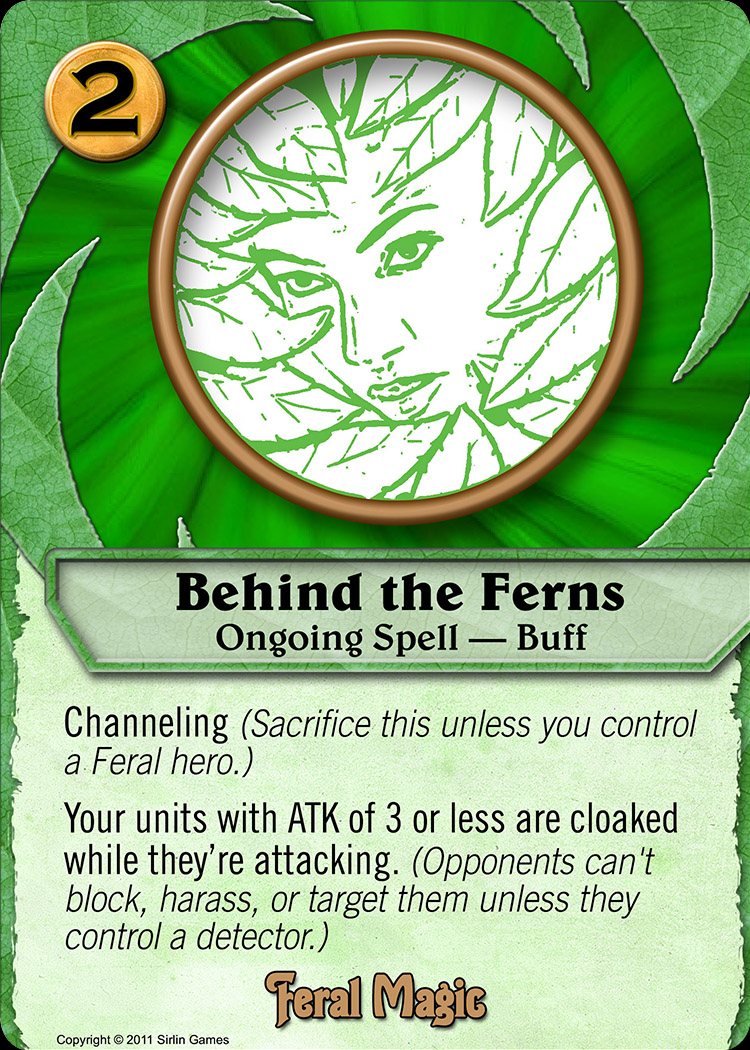 2
Behind the Ferns
Ongoing Spell — Buff
Channeling (Sacrifice this unless you control
a Feral hero.)
Your units with ATK of 3 or less are cloaked
while they’re attacking. (Opponents can't
block, harass, or target them unless they
control a detector.)
Feral Magic
Copyright © 2011 Sirlin Games